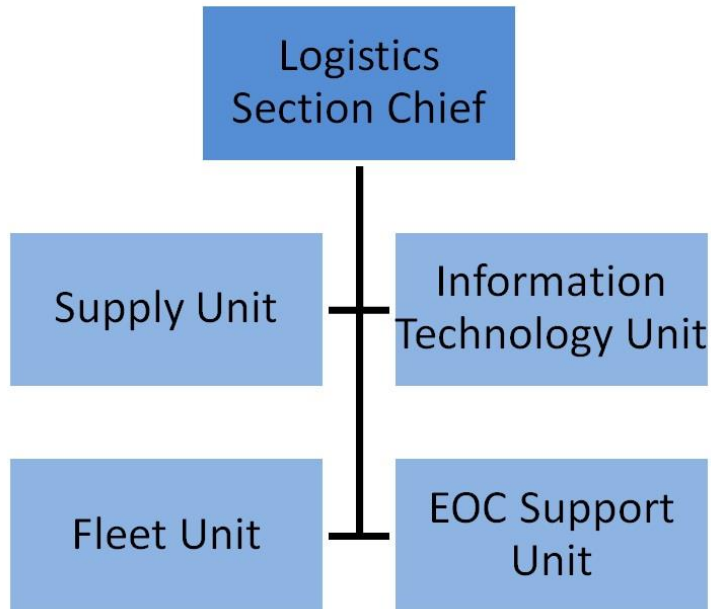 Logistics
Section Chief
Supply Unit
Information
Technology Unit
Fleet Unit
EOC Support
Unit